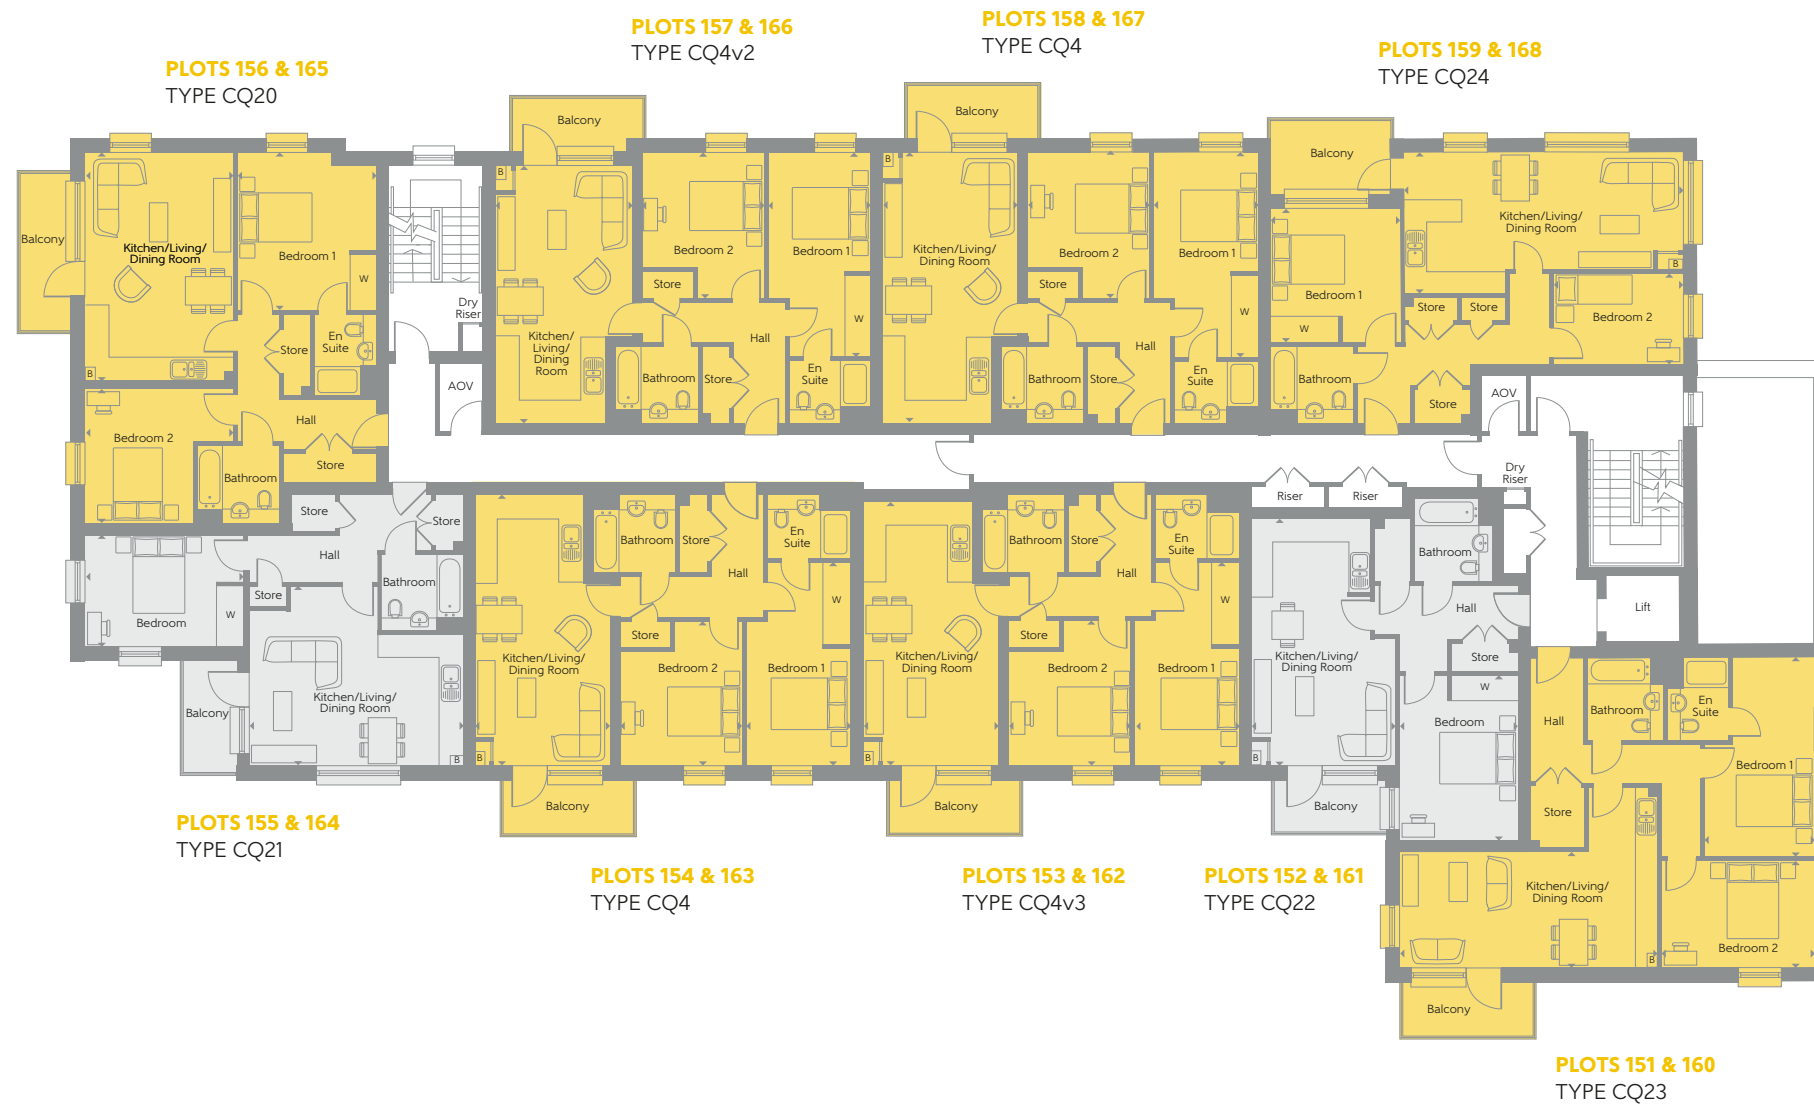 PLOTS 157 & 166
TYPE CQ4v2
PLOTS 158 & 167
TYPE CQ4
PLOTS 159 & 168
TYPE CQ24
PLOTS 156 & 165
TYPE CQ20
Balcony
Kitchen/Living/
Dining Room
Bedroom 1
W
Store
En
Suite
B
Bedroom 2
Hall
Bathroom
Store
Dry
Riser
AOV
Balcony
B
Bedroom 2
Bedroom 1
Store
Kitchen/
Living/
Dining
Room
Hall
W
Bathroom
Store
En
Suite
Balcony
B
Kitchen/Living/
Dining Room
Bedroom 2
Bedroom 1
Store
Hall
W
Bathroom
Store
En
Suite
Balcony
Kitchen/Living/
Dining Room
B
Bedroom 1
W
Store
Store
Bedroom 2
Bathroom
Store
AOV
Dry
Riser
Riser
Riser
Lift
Store
Store
Hall
Bedroom
W
Store
Bathroom
Kitchen/Living/
Dining Room
Balcony
B
Bathroom
Store
En
Suite
Hall
W
Store
Kitchen/Living/
Dining Room
Bedroom 2
Bedroom 1
B
Balcony
Bathroom
Store
En
Suite
Hall
W
Store
Kitchen/Living/
Dining Room
Bedroom 2
Bedroom 1
B
Balcony
Bathroom
Hall
Store
Kitchen/Living/
Dining Room
W
Bedroom
B
Balcony
Hall
Bathroom
En
Suite
Bedroom 1
Store
Kitchen/Living/
Dining Room
Bedroom 2
B
Balcony
PLOTS 155 & 164
TYPE CQ21
PLOTS 154 & 163
TYPE CQ4
PLOTS 153 & 162
TYPE CQ4v3
PLOTS 152 & 161
TYPE CQ22
PLOTS 151 & 160
TYPE CQ23